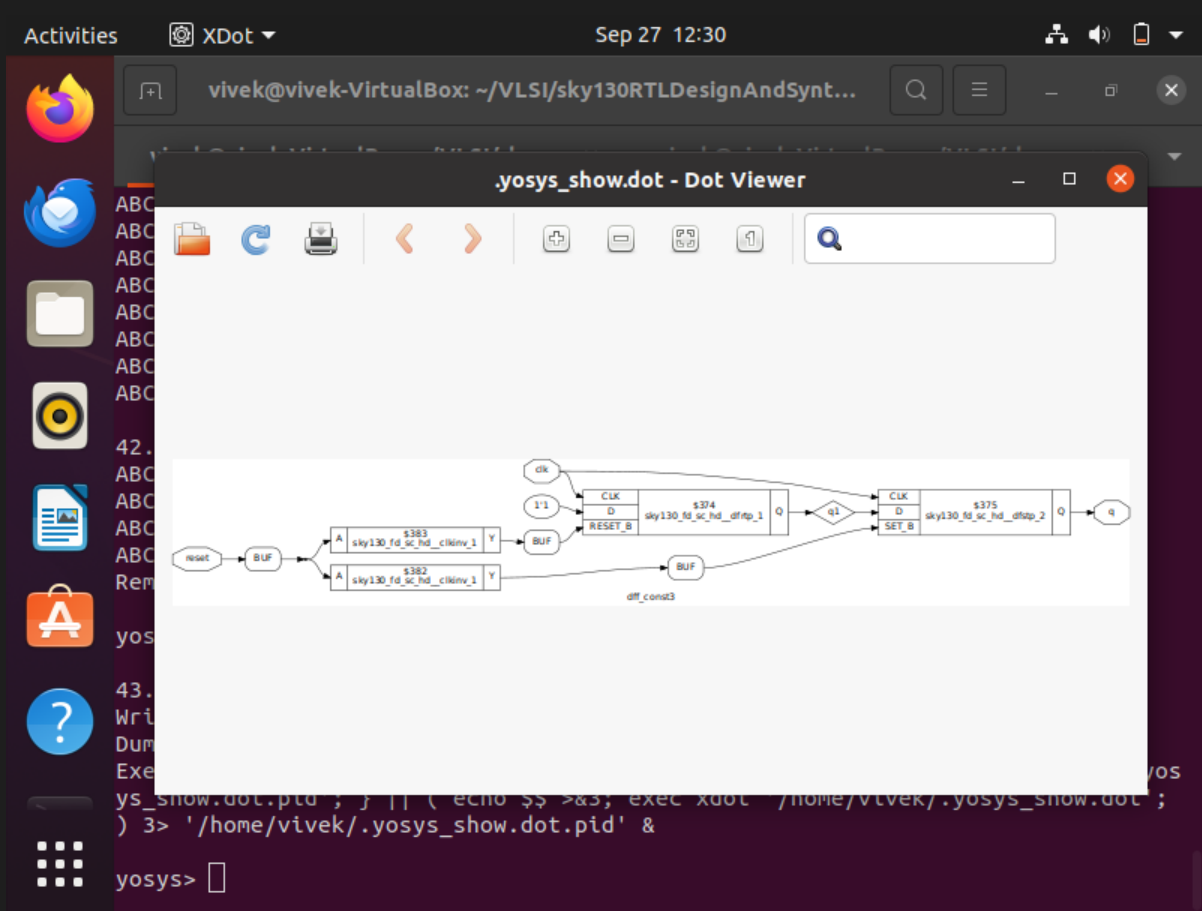 Activities XDot Sep 27 12:30
vivek@vivek-VirtualBox: ~/VLSI/sky130RTLDesignAndSynt...
.yosys_show.dot - Dot Viewer
ABC
ABC
ABC
ABC
ABC
ABC
ABC
ABC
42.
ABC
ABC
ABC
ABC
Rem
yos
43.
Wri
Dum
Exe
clk
1'1
BUF
CLK
D
RESET_B
$374
sky130_fd_sc_hd__dfrtp_1
Q
q1
CLK
D
SET_B
$375
sky130_fd_sc_hd__dfstp_2
Q
q
reset
BUF
A
$383
sky130_fd_sc_hd__clkinv_1
Y
A
$382
sky130_fd_sc_hd__clkinv_1
Y
BUF
dff_const3
yos
ys_show.dot.pid'; } || ( echo $$ >&3; exec xdot '/home/vivek/.yosys_show.dot';
) 3> '/home/vivek/.yosys_show.dot.pid' &
yosys>